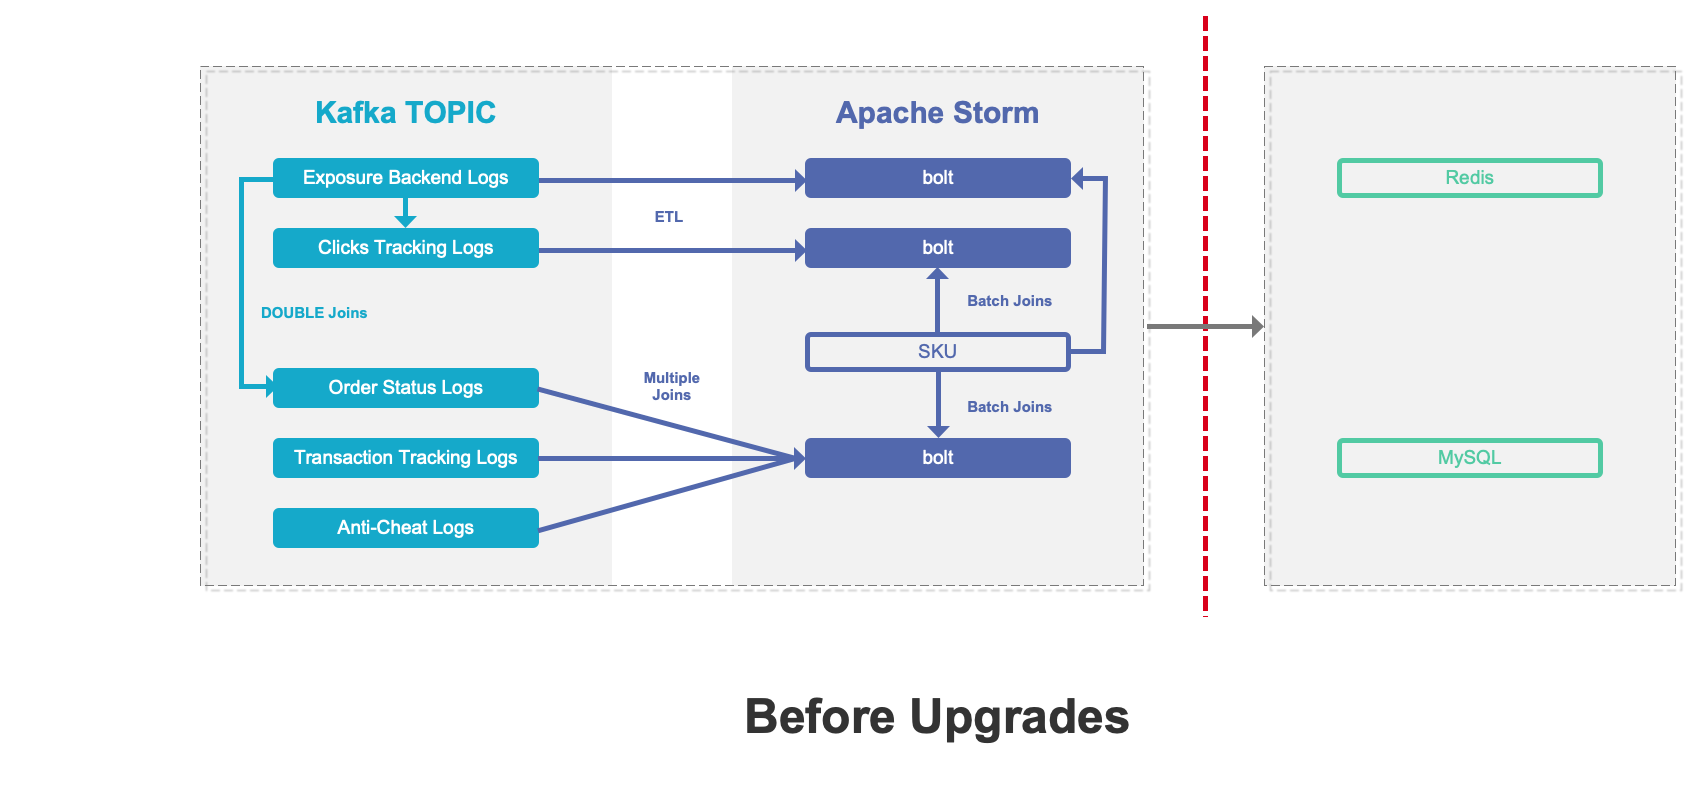 Kafka TOPIC
Apache Storm
Exposure Backend Logs
bolt
Redis
ETL
Clicks Tracking Logs
bolt
Batch Joins
DOUBLE Joins
SKU
Multiple
Joins
Order Status Logs
Batch Joins
Transaction Tracking Logs
bolt
MySQL
Anti-Cheat Logs
Before Upgrades